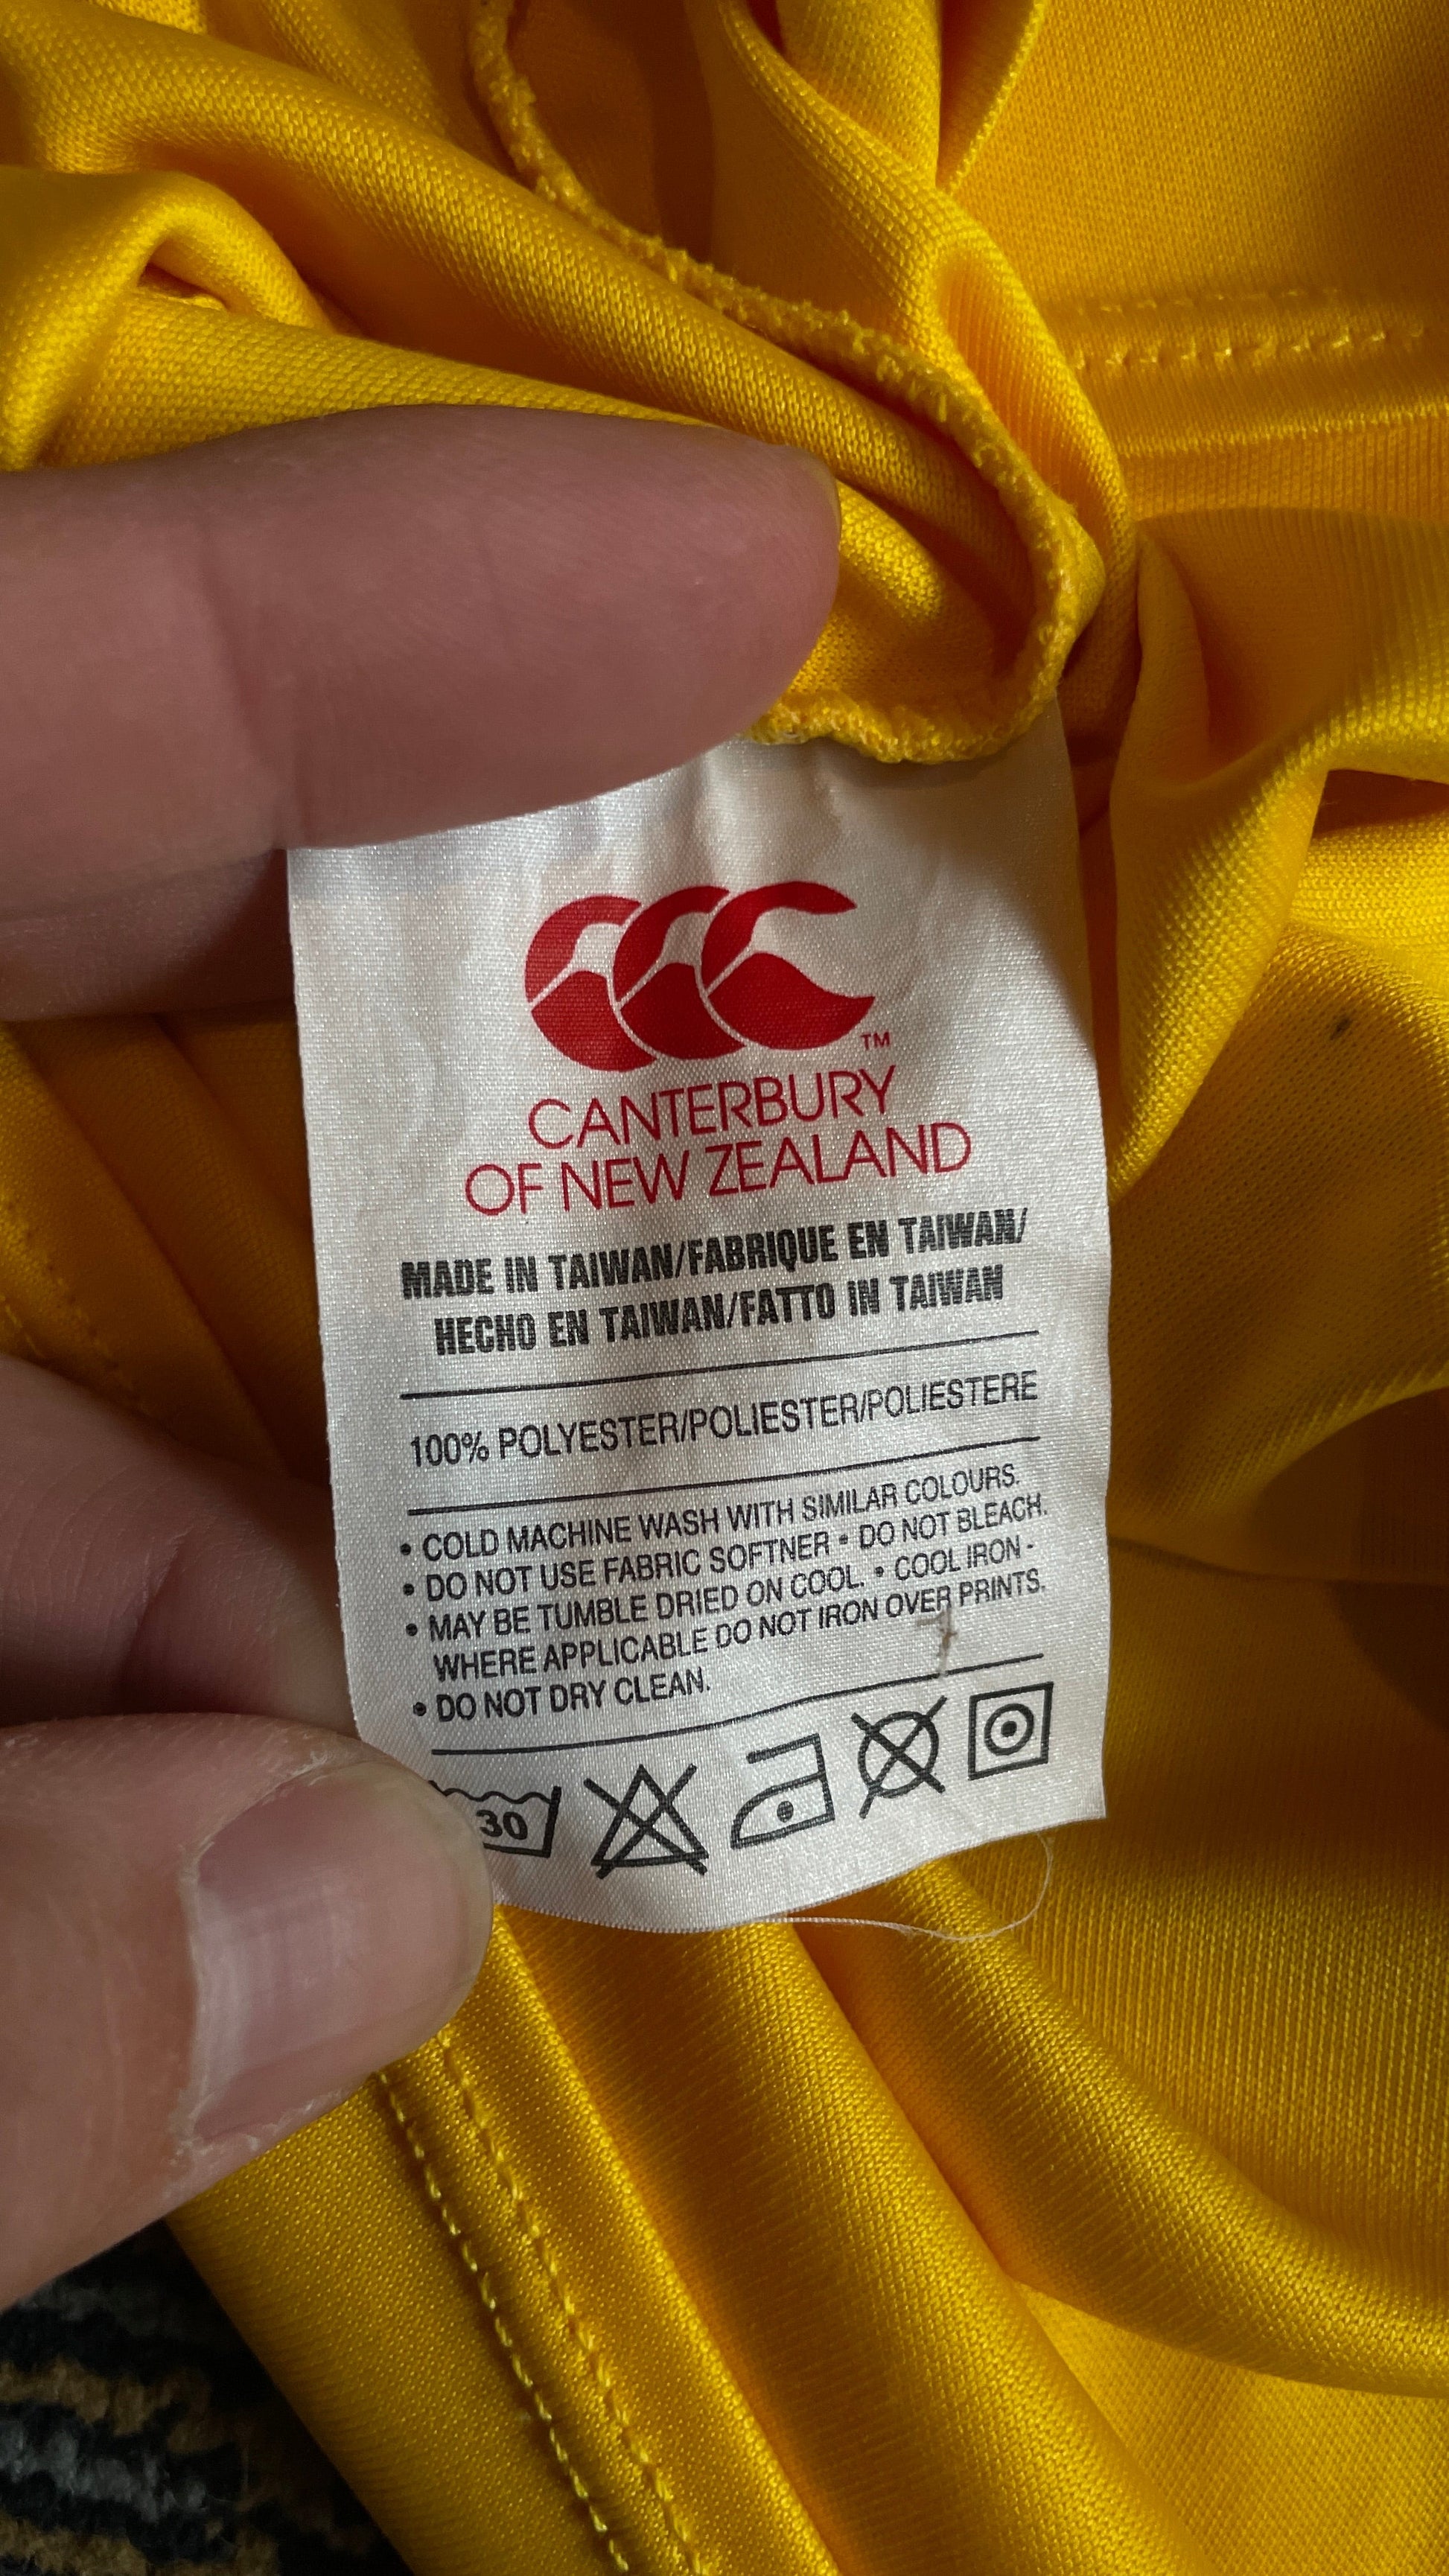 TM
CANTERBURY
OF NEW ZEALAND
MADE IN TAIWAN/FABRIQUE EN TAIWAN/
HECHO EN TAIWAN/FATTO IN TAIWAN
100% POLYESTER/POLIESTER/POLIESTERE
• COLD MACHINE WASH WITH SIMILAR COLOURS.
• DO NOT USE FABRIC SOFTNER • DO NOT BLEACH.
• MAY BE TUMBLE DRIED ON COOL. • COOL IRON -
WHERE APPLICABLE DO NOT IRON OVER PRINTS.
• DO NOT DRY CLEAN.
30